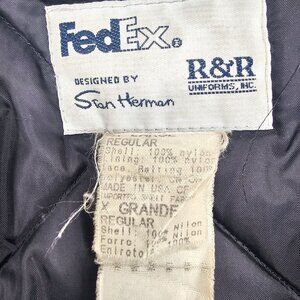 FedEx®
DESIGNED BY
Stan Herman
R&R
UNIFORMS, INC.
REGULAR
Shell: 100% nylon
Lining: 100% nylon
100%
MADE IN USA
X GRANDE
REGULAR
Shell: 100% Nilon
Forro: 100%